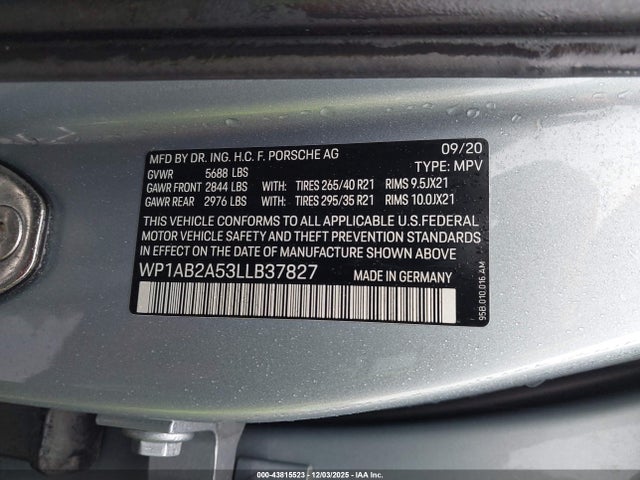 MFD BY DR. ING. H.C. F. PORSCHE AG 09/20
GVWR 5688 LBS TYPE: MPV
GAWR FRONT 2844 LBS WITH: TIRES 265/40 R21 RIMS 9.5JX21
GAWR REAR 2976 LBS WITH: TIRES 295/35 R21 RIMS 10.0JX21
THIS VEHICLE CONFORMS TO ALL APPLICABLE U.S.FEDERAL
MOTOR VEHICLE SAFETY AND THEFT PREVENTION STANDARDS
IN EFFECT ON THE DATE OF MANUFACTURE SHOWN ABOVE
WP1AB2A53LLB37827 MADE IN GERMANY
95B.010.016.AM
000-43815523 - 12/03/2025 - IAA Inc.